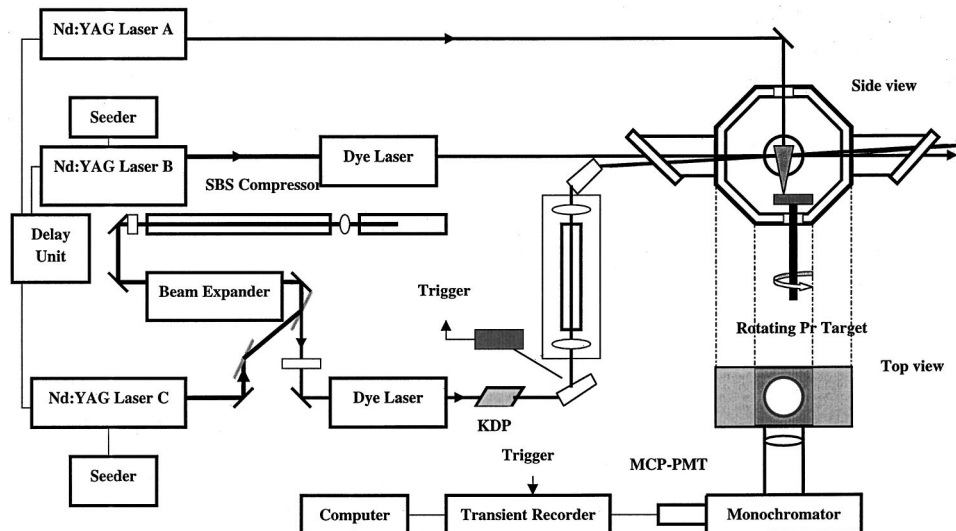 Nd:YAG Laser A
Side view
Seeder
Nd:YAG Laser B
Dye Laser
SBS Compressor
Delay
Unit
Beam Expander
Trigger
Rotating Pr Target
Top view
Nd:YAG Laser C
Dye Laser
KDP
Seeder
Trigger
MCP-PMT
Computer
Transient Recorder
Monochromator